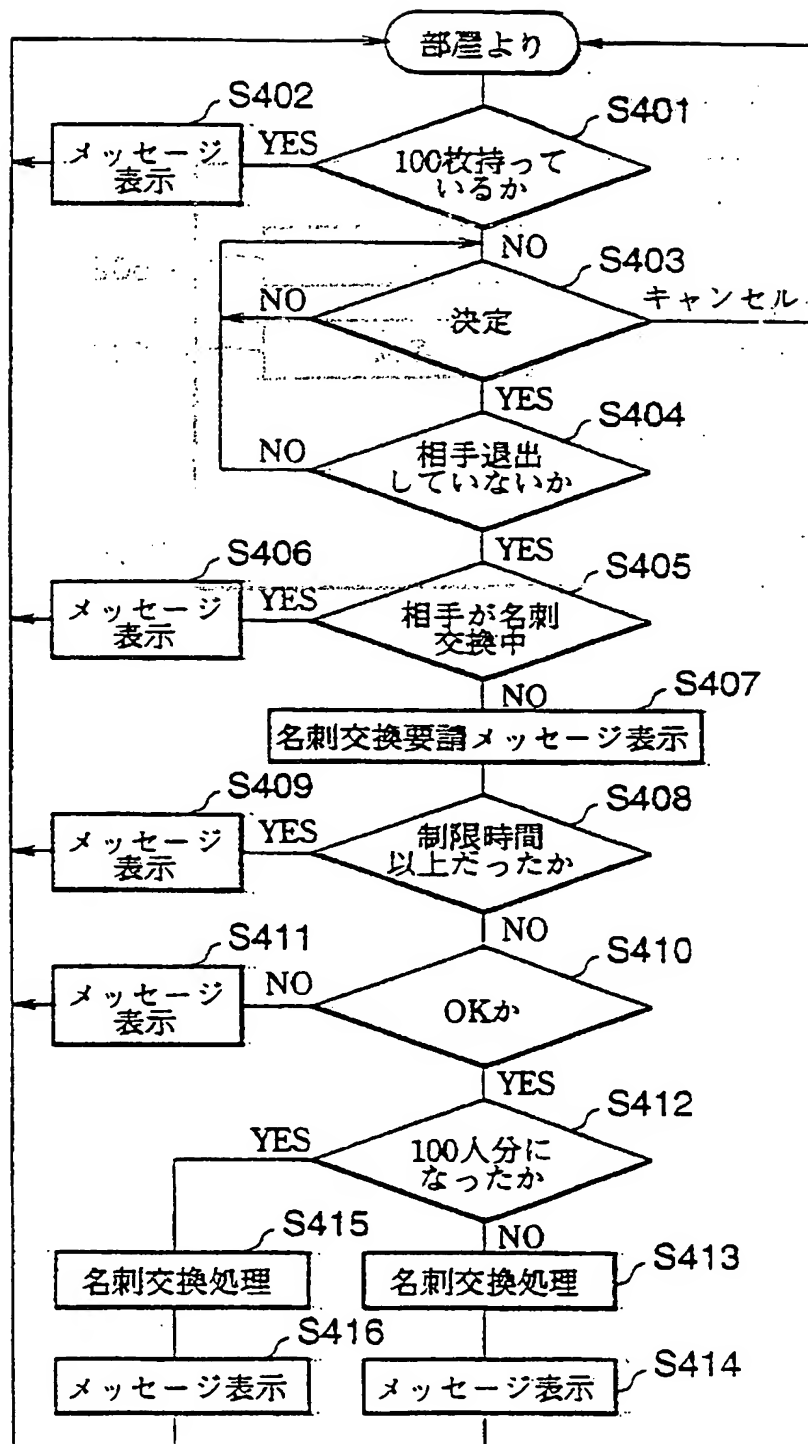 部屋より
S402
S401
メッセージ
表示
YES
100枚持って
いるか
NO
S403
NO
決定
キャンセル
YES
S404
NO
相手退出
していないか
YES
S406
S405
メッセージ
表示
YES
相手が名刺
交換中
NO
S407
名刺交換要請メッセージ表示
S409
S408
メッセージ
表示
YES
制限時間
以上だったか
NO
S411
S410
メッセージ
表示
NO
OKか
YES
S412
YES
100人分に
なったか
S415
NO
S413
名刺交換処理
名刺交換処理
S416
S414
メッセージ表示
メッセージ表示